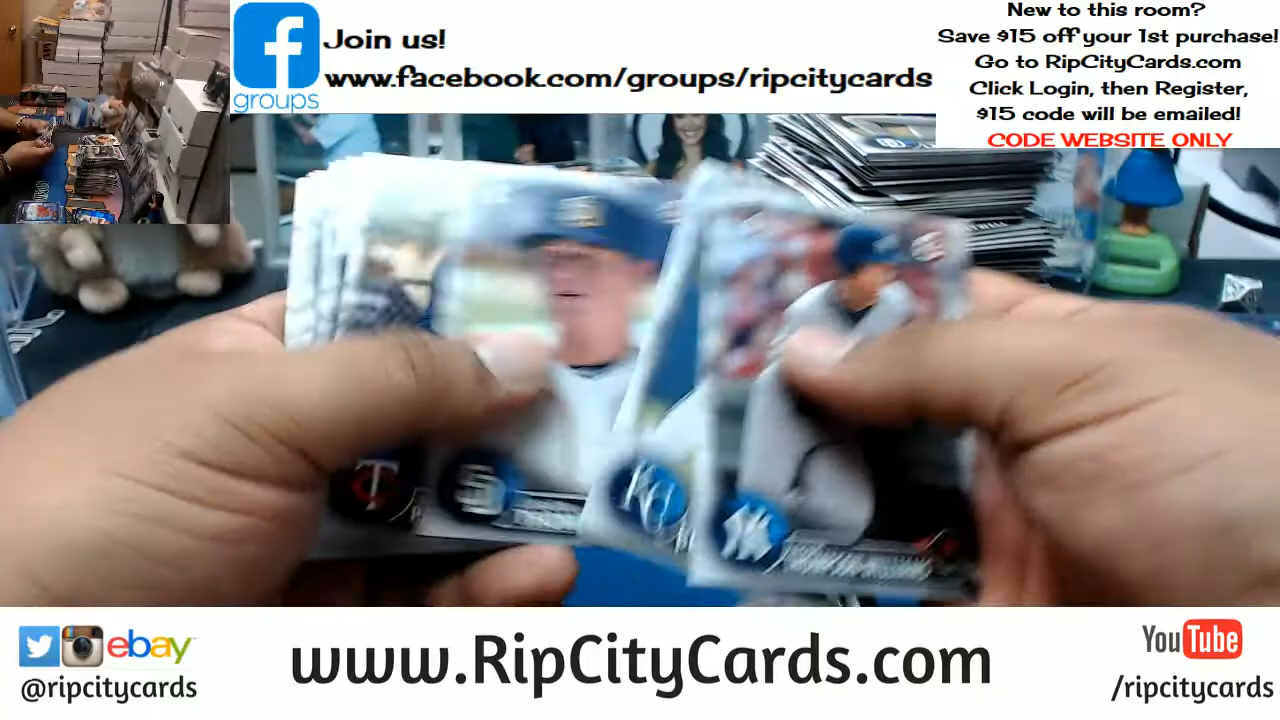 Join us!
www.facebook.com/groups/ripcitycards
groups
New to this room?
Save $15 off your 1st purchase!
Go to RipCityCards.com
Click Login, then Register,
$15 code will be emailed!
CODE WEBSITE ONLY
ebay
@ripcitycards
www.RipCityCards.com
YouTube
/ripcitycards